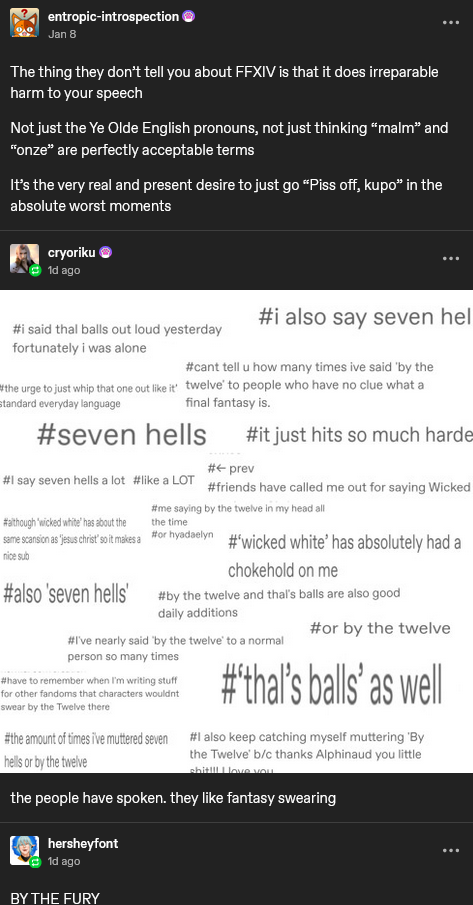 entropic-introspection
Jan 8
The thing they don't tell you about FFXIV is that it does irreparable
harm to your speech
Not just the Ye Olde English pronouns, not just thinking “malm” and
“onze” are perfectly acceptable terms
It's the very real and present desire to just go “Piss off, kupo” in the
absolute worst moments
cryoriku
1d ago
#i also say seven hel
#i said thal balls out loud yesterday
fortunately i was alone
#cant tell u how many times ive said 'by the
twelve' to people who have no clue what a
final fantasy is.
#the urge to just whip that one out like it'
standard everyday language
#seven hells
#it just hits so much harde
#← prev
#I say seven hells a lot #like a LOT
#friends have called me out for saying Wicked
#me saying by the twelve in my head all
the time
#or hyadaelyn
#although 'wicked white' has about the
same scansion as 'jesus christ' so it makes a
nice sub
#'wicked white' has absolutely had a
chokehold on me
#also 'seven hells'
#by the twelve and thal's balls are also good
daily additions
#or by the twelve
#I've nearly said 'by the twelve' to a normal
person so many times
#have to remember when I'm writing stuff
for other fandoms that characters wouldnt
swear by the Twelve there
#'thal's balls' as well
#the amount of times i've muttered seven
hells or by the twelve
#I also keep catching myself muttering 'By
the Twelve' b/c thanks Alphinaud you little
shit!!! I love you
the people have spoken. they like fantasy swearing
hersheyfont
1d ago
BY THE FURY